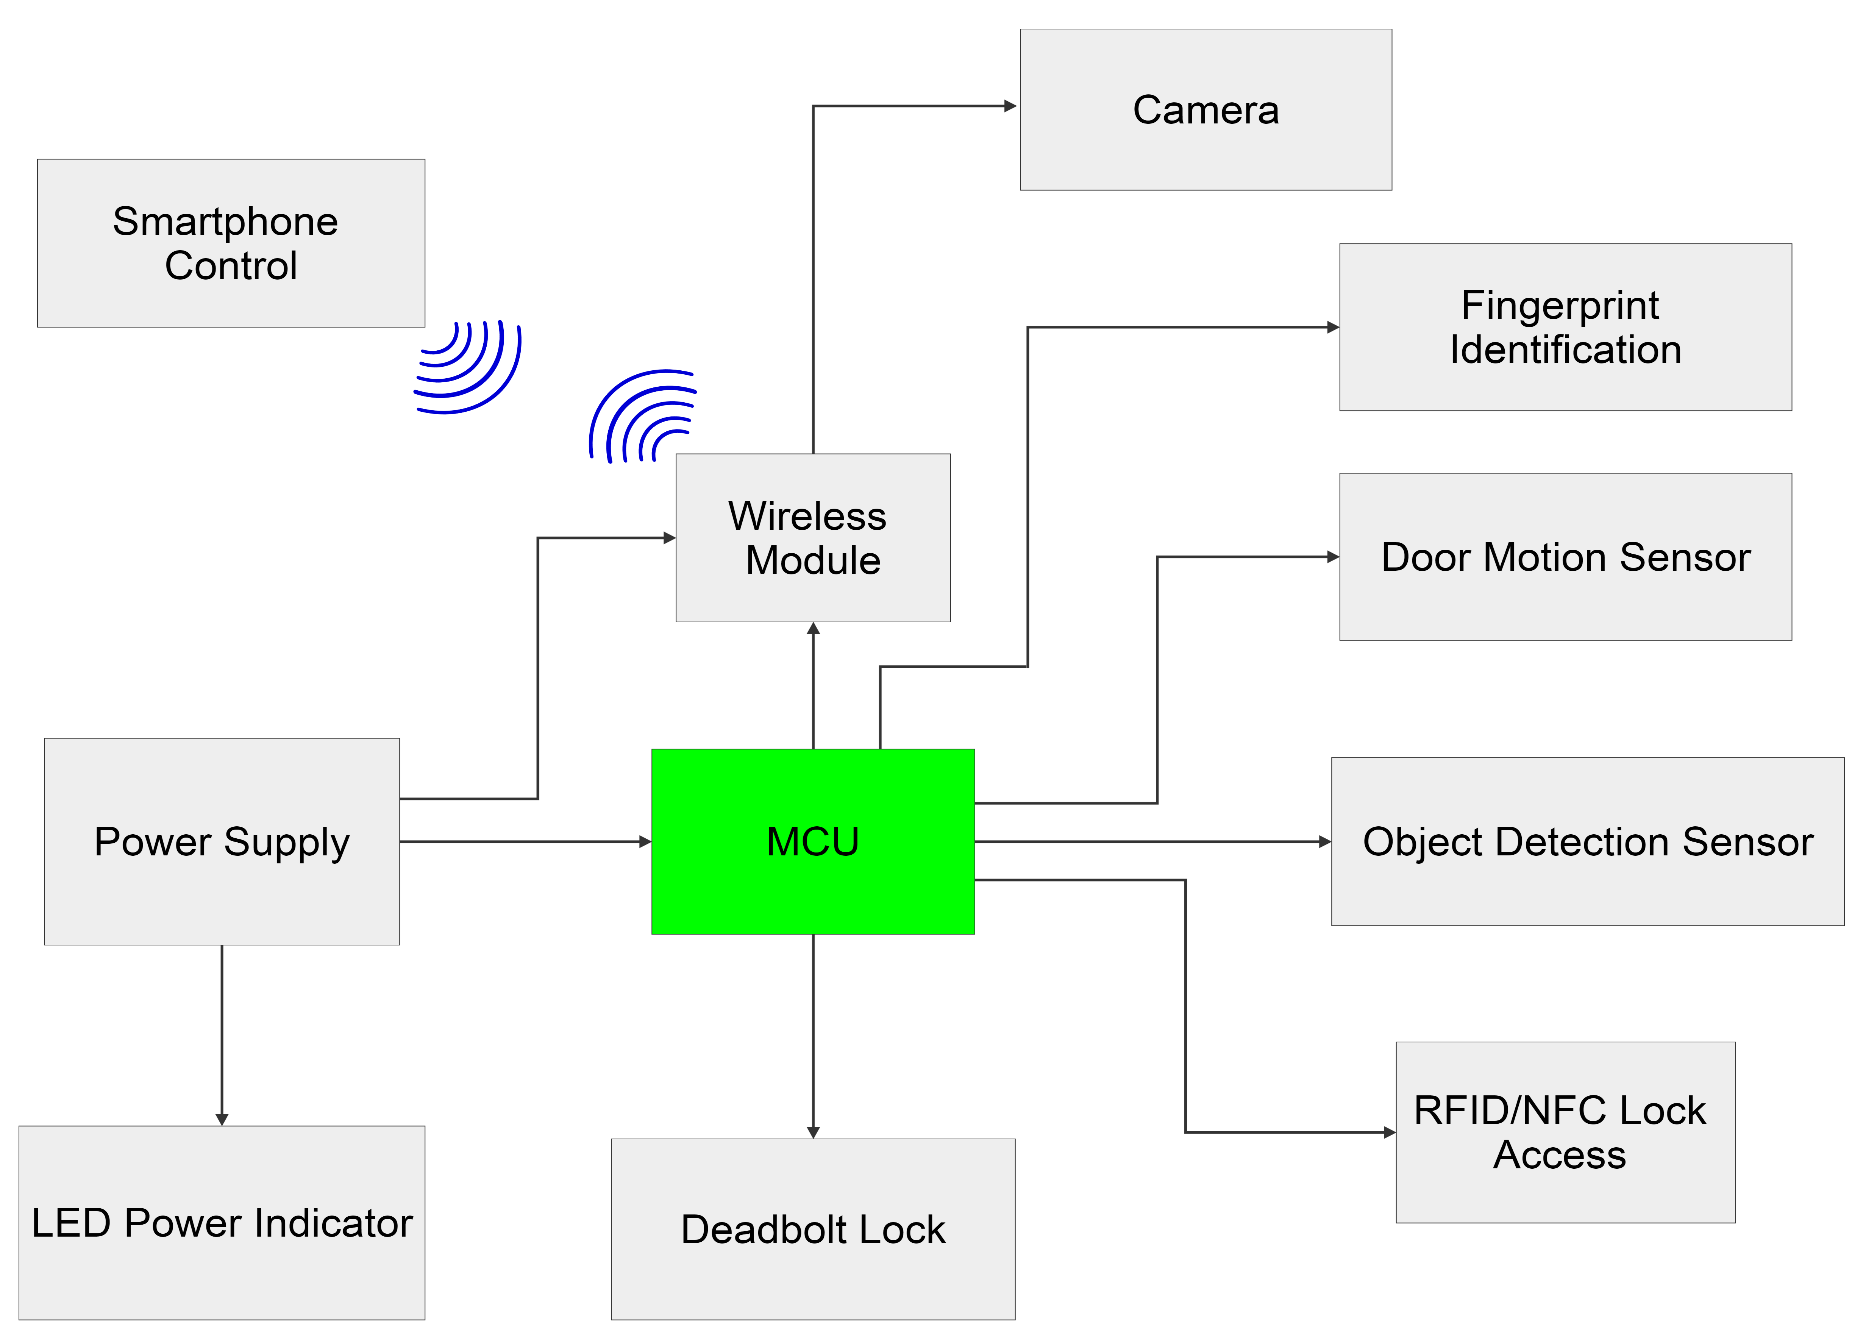 Camera
Smartphone
Control
Fingerprint
Identification
Wireless
Module
Door Motion Sensor
Power Supply
MCU
Object Detection Sensor
RFID/NFC Lock
Access
LED Power Indicator
Deadbolt Lock